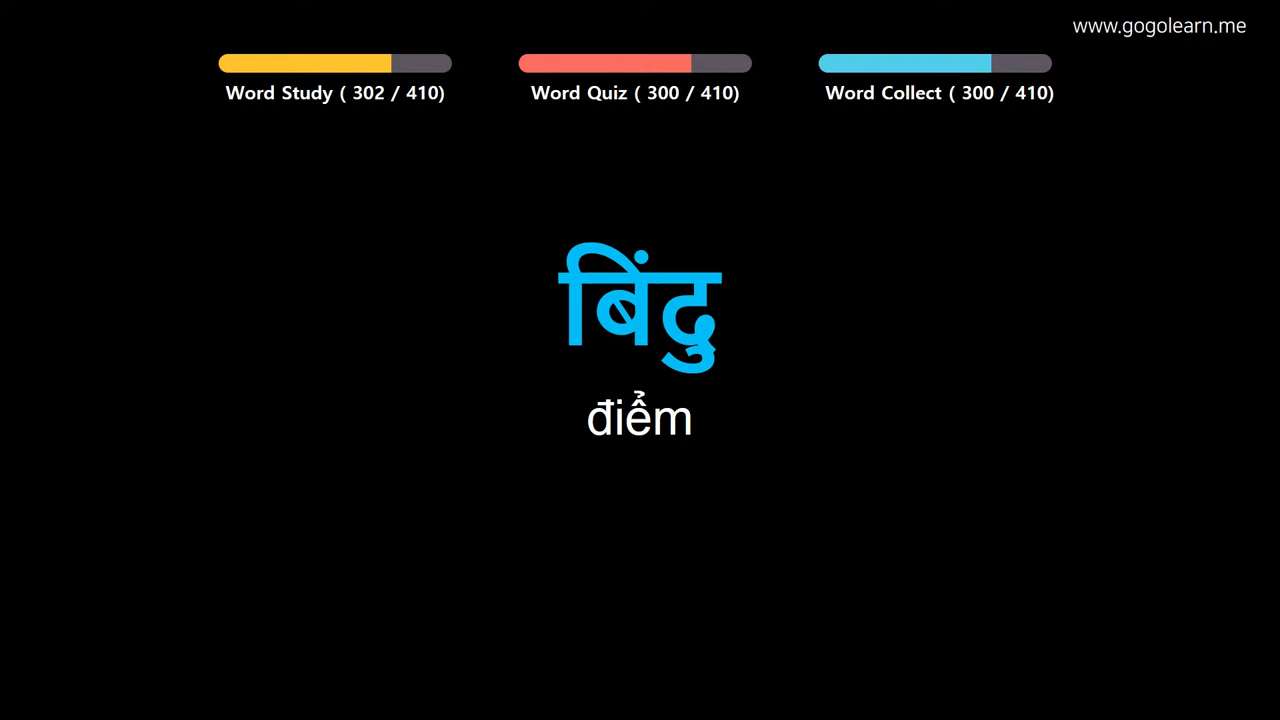 www.gogolearn.me
Word Study ( 302 / 410)
Word Quiz ( 300 / 410)
Word Collect ( 300 / 410)
बिंदु
điểm